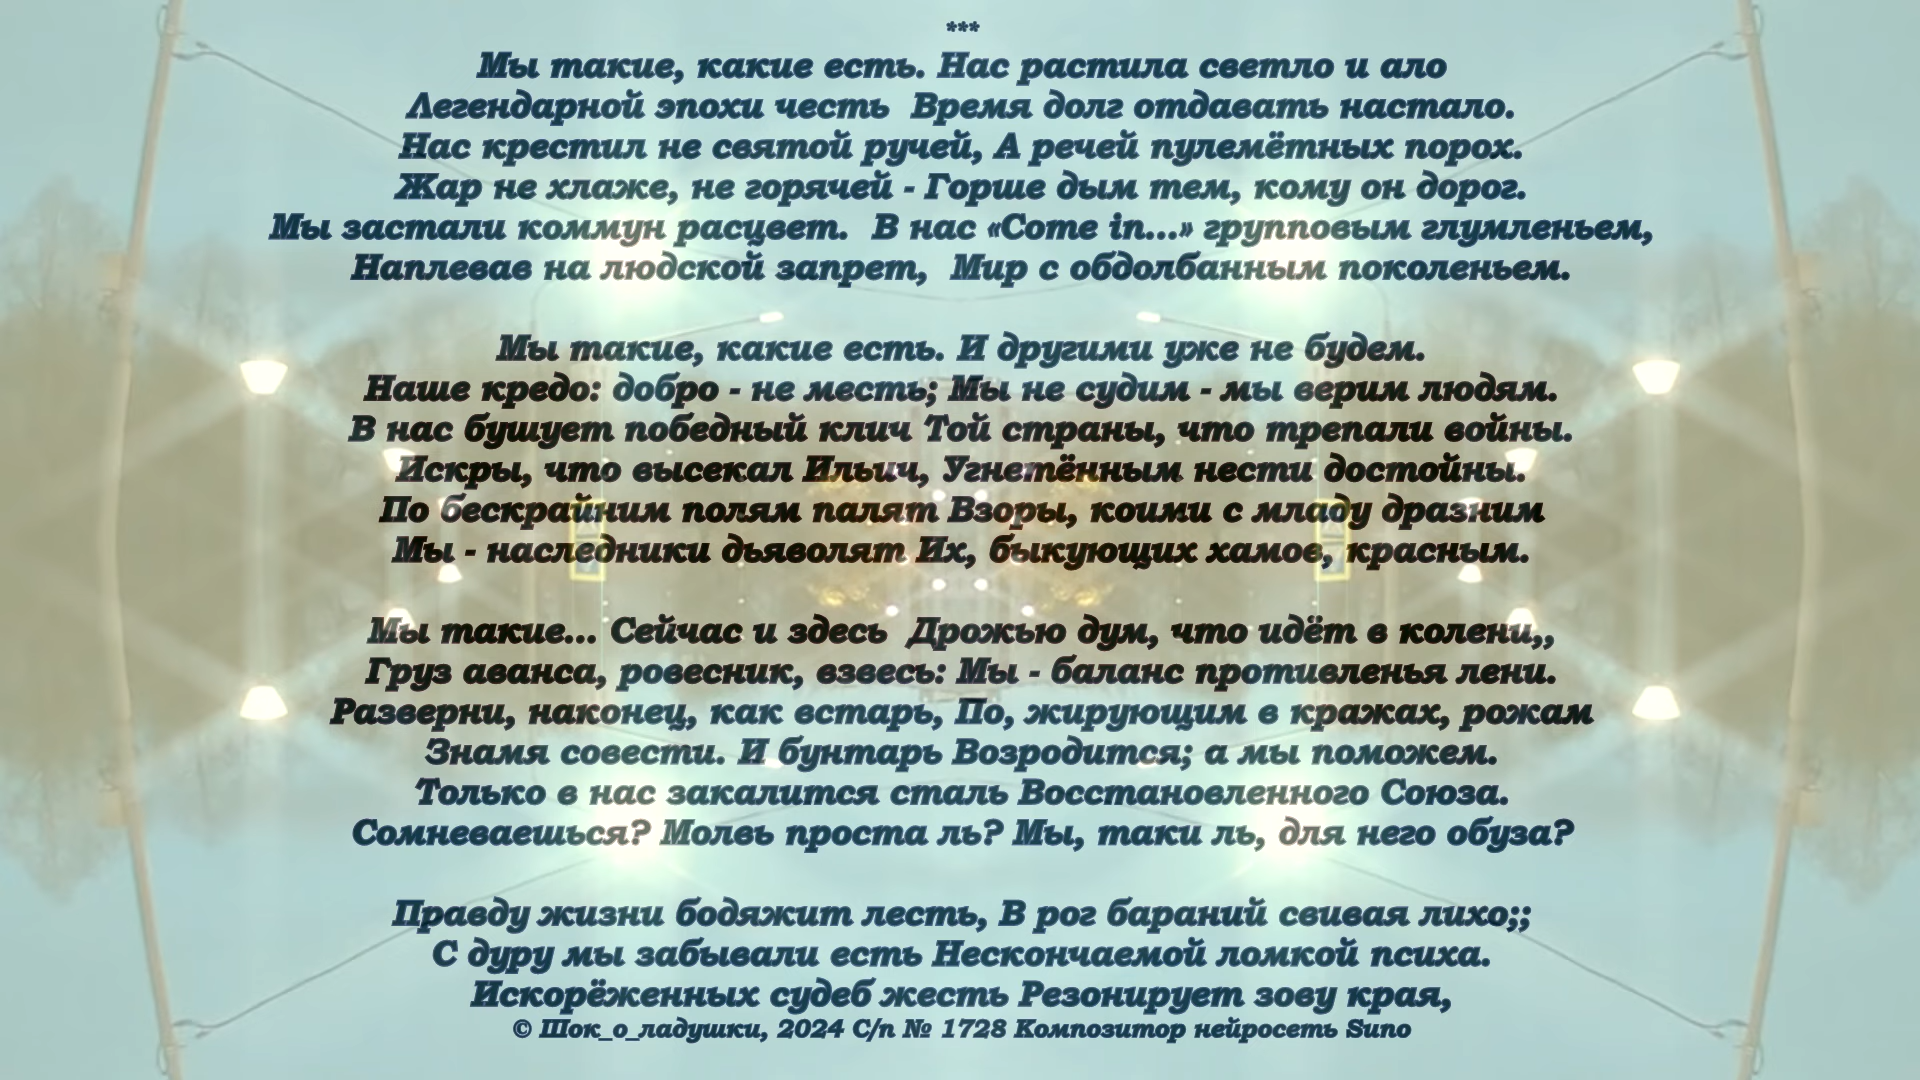 ***
Мы такие, какие есть. Нас растила светло и ало
Легендарной эпохи честь  Время долг отдавать настало.
Нас крестил не святой ручей, А речей пулемётных порох.
Жар не хлаже, не горячей - Горше дым тем, кому он дорог.
Мы застали коммун расцвет.  В нас «Come in...» групповым глумленьем,
Наплевав на людской запрет,  Мир с обдолбанным поколеньем.
Мы такие, какие есть. И другими уже не будем.
Наше кредо: добро - не месть; Мы не судим - мы верим людям.
В нас бушует победный клич Той страны, что трепали войны.
Искры, что высекал Ильич, Угнетённым нести достойны.
По бескрайним полям палят Взоры, коими с младу дразним
Мы - наследники дьяволят Их, быкующих хамов, красным.
Мы такие... Сейчас и здесь  Дрожью дум, что идёт в колени,,
Груз аванса, ровесник, взвесь: Мы - баланс противленья лени.
Разверни, наконец, как встарь, По, жирующим в кражах, рожам
Знамя совести. И бунтарь Возродится; а мы поможем.
Только в нас закалится сталь Восстановленного Союза.
Сомневаешься? Молвь проста ль? Мы, таки ль, для него обуза?
Правду жизни бодяжит лесть, В рог бараний свивая лихо;;
С дуру мы забывали есть Нескончаемой ломкой психа.
Искорёженных судеб жесть Резонирует зову края,
© Шок_о_ладушки, 2024 С/п № 1728 Композитор нейросеть Suno